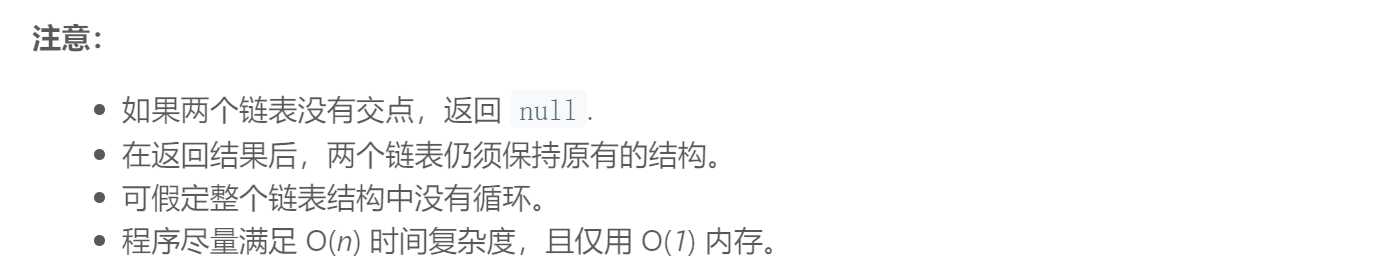 注意：
如果两个链表没有交点，返回 null.
在返回结果后，两个链表仍须保持原有的结构。
可假定整个链表结构中没有循环。
程序尽量满足 O(n) 时间复杂度，且仅用 O(1) 内存。